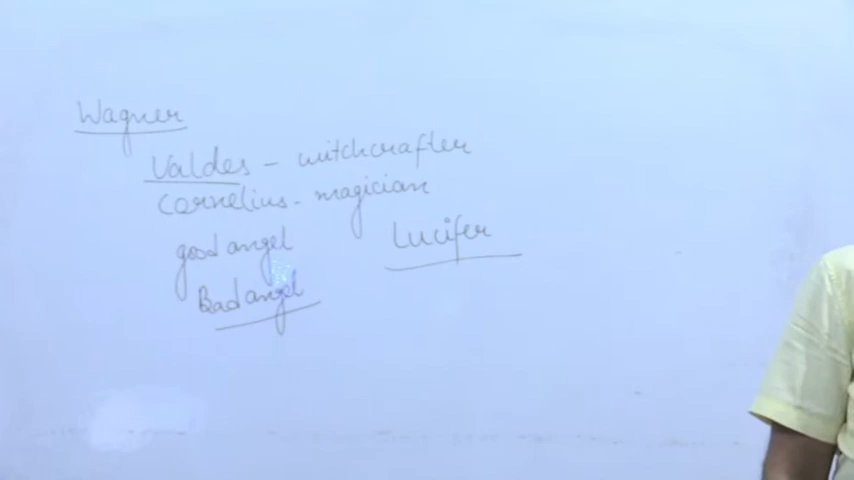 Wagner
Valdes - witchcrafter
cornelius - magician
good angel
Lucifer
Bad angel